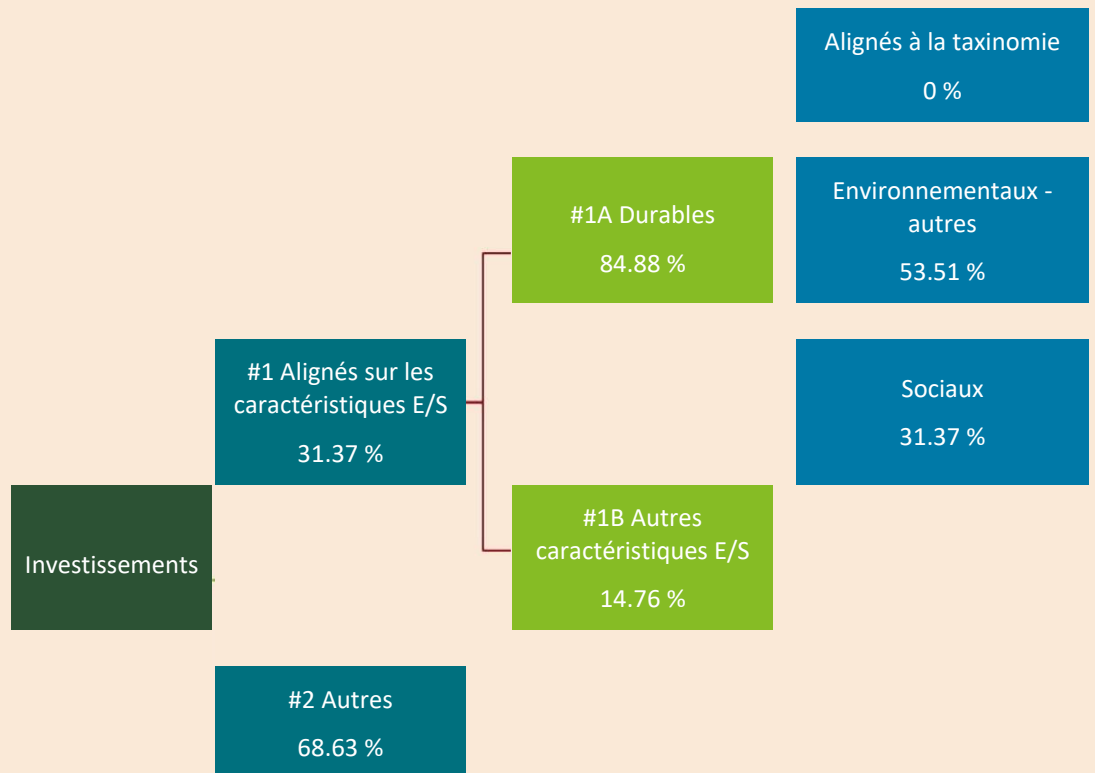 Alignés à la taxinomie
0 %
#1A Durables
84.88 %
Environnementaux -
autres
53.51 %
#1 Alignés sur les
caractéristiques E/S
31.37 %
Sociaux
31.37 %
Investissements
#1B Autres
caractéristiques E/S
14.76 %
#2 Autres
68.63 %